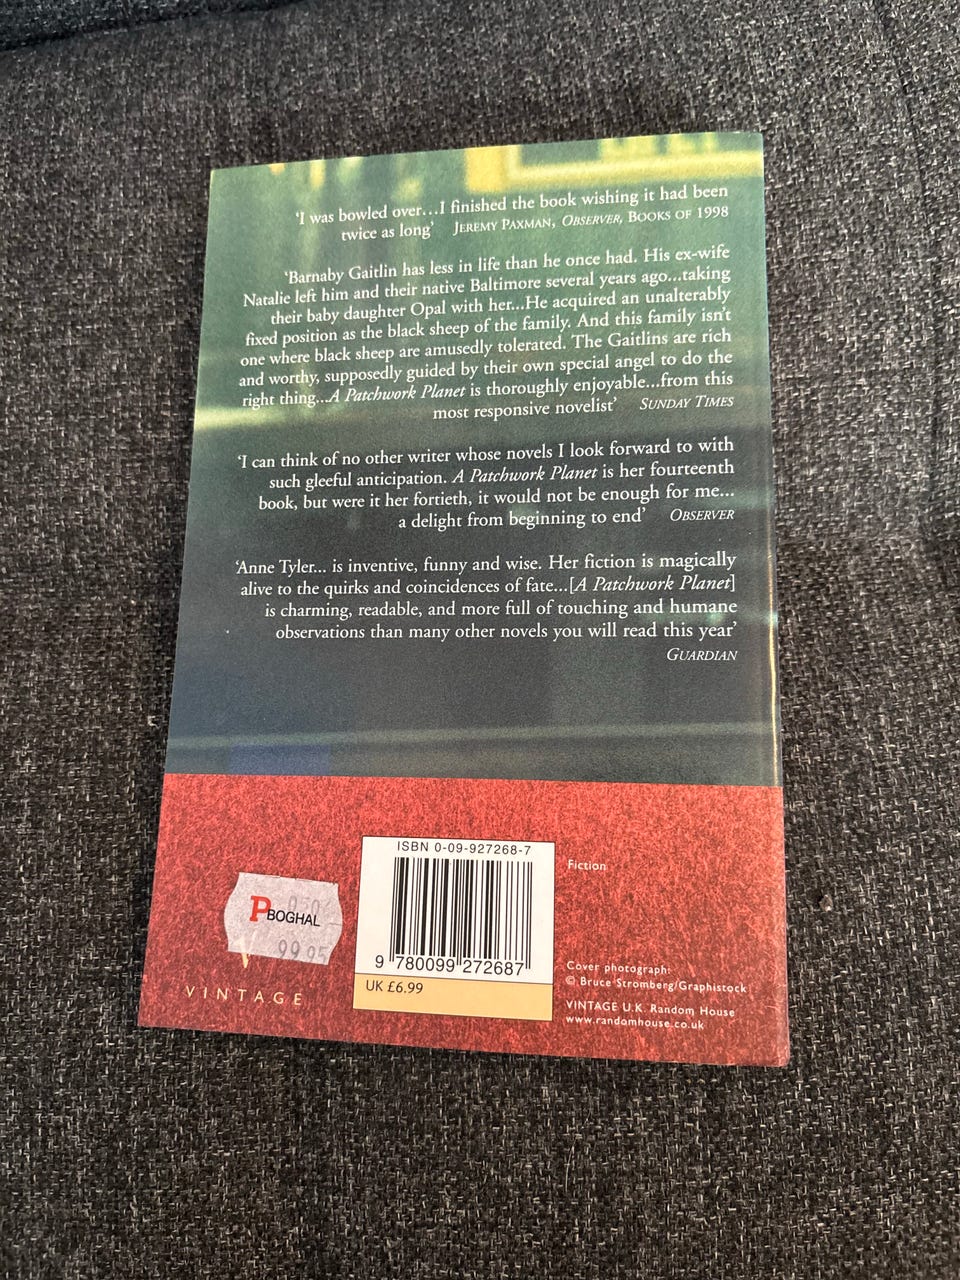 ‘I was bowled over…I finished the book wishing it had been
twice as long’ JEREMY PAXMAN, OBSERVER, BOOKS OF 1998
‘Barnaby Gaitlin has less in life than he once had. His ex-wife
Natalie left him and their native Baltimore several years ago…taking
their baby daughter Opal with her…He acquired an unalterably
fixed position as the black sheep of the family. And this family isn’t
one where black sheep are amusedly tolerated. The Gaitlins are rich
and worthy, supposedly guided by their own special angel to do the
right thing…A Patchwork Planet is thoroughly enjoyable…from this
most responsive novelist’ SUNDAY TIMES
‘I can think of no other writer whose novels I look forward to with
such gleeful anticipation. A Patchwork Planet is her fourteenth
book, but were it her fortieth, it would not be enough for me…
a delight from beginning to end’ OBSERVER
‘Anne Tyler… is inventive, funny and wise. Her fiction is magically
alive to the quirks and coincidences of fate…[A Patchwork Planet]
is charming, readable, and more full of touching and humane
observations than many other novels you will read this year’
GUARDIAN
ISBN 0-09-927268-7
9 780099 272687
UK £6.99
Fiction
P BOGHAL
99 95
VINTAGE
Cover photograph:
© Bruce Stromberg/Graphistock
VINTAGE U.K. Random House
www.randomhouse.co.uk